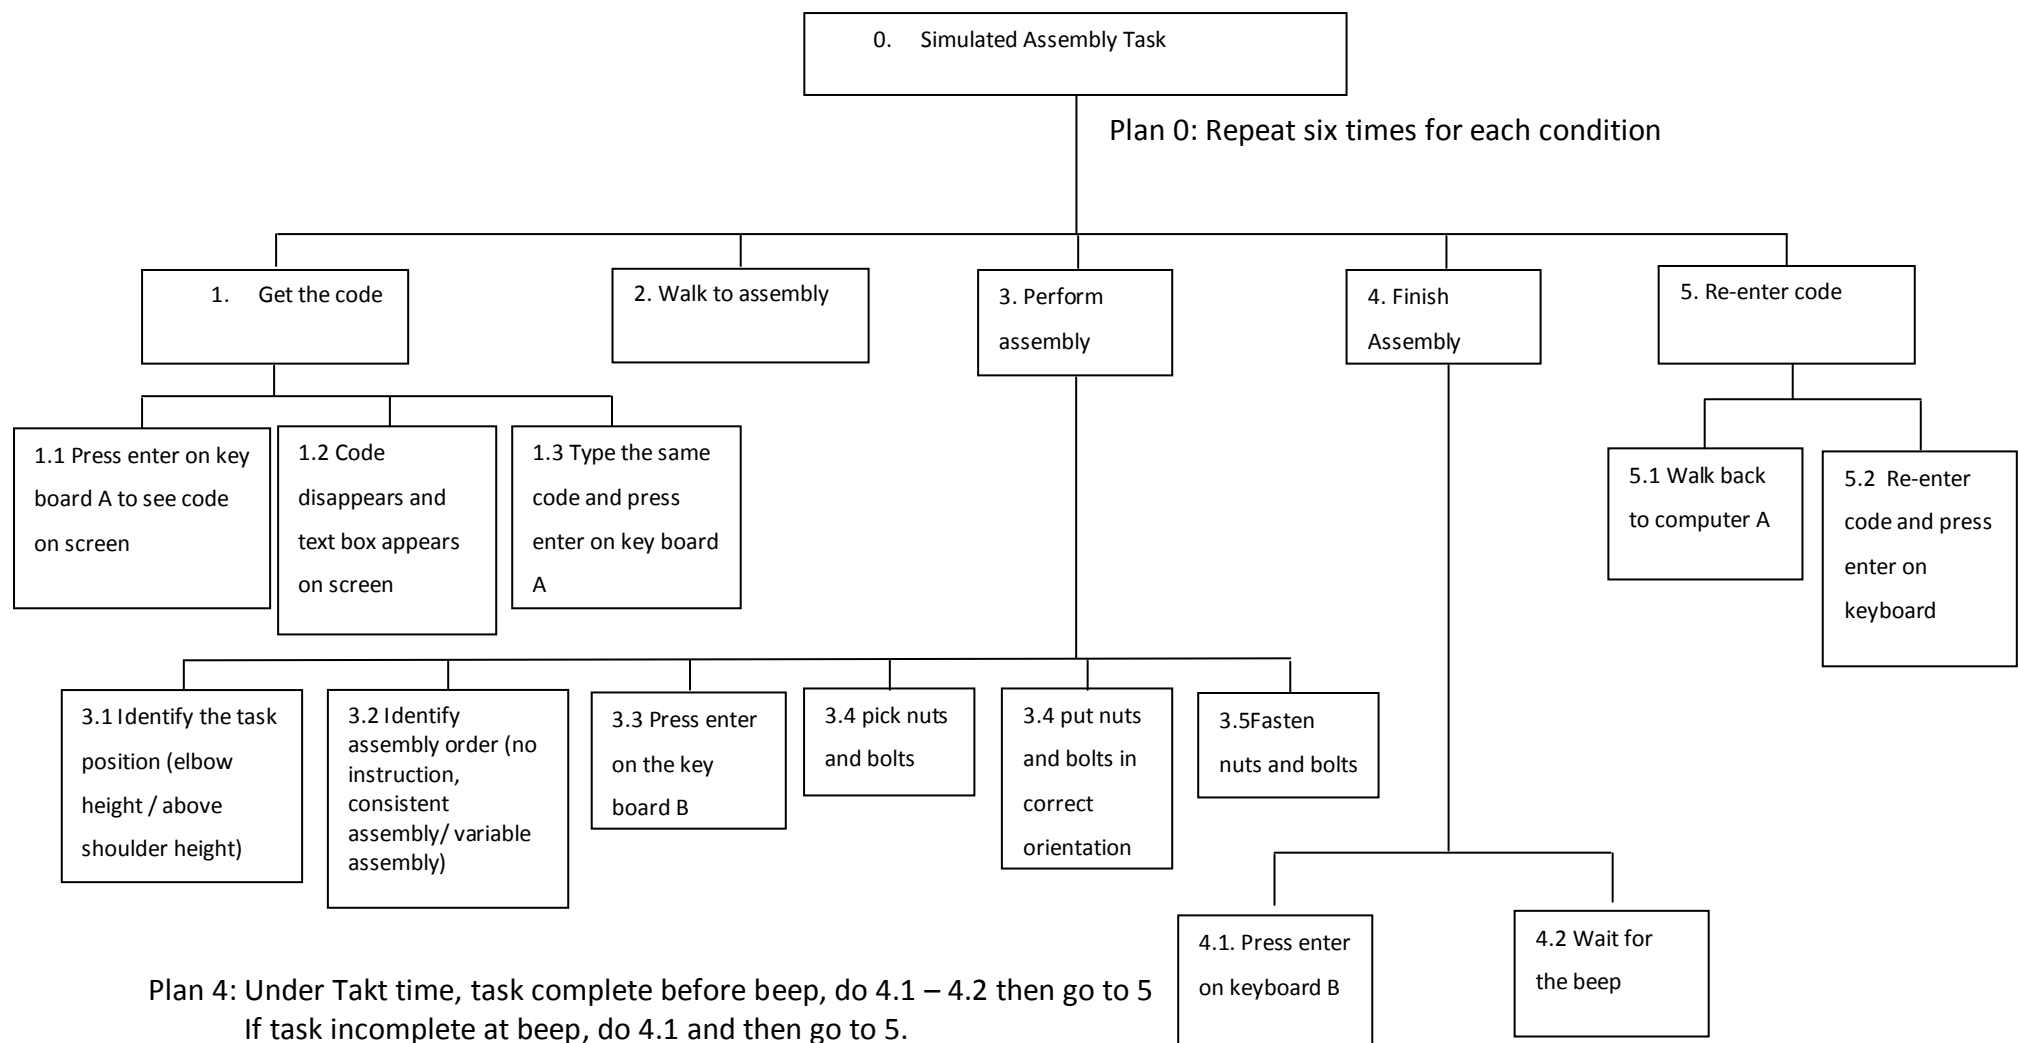 0. Simulated Assembly Task
Plan 0: Repeat six times for each condition
1. Get the code
2. Walk to assembly
3. Perform
assembly
4. Finish
Assembly
5. Re-enter code
1.1 Press enter on key
board A to see code
on screen
1.2 Code
disappears and
text box appears
on screen
1.3 Type the same
code and press
enter on key board
A
5.1 Walk back
to computer A
5.2 Re-enter
code and press
enter on
keyboard
3.1 Identify the task
position (elbow
height / above
shoulder height)
3.2 Identify
assembly order (no
instruction,
consistent
assembly/ variable
assembly)
3.3 Press enter
on the key
board B
3.4 pick nuts
and bolts
3.4 put nuts
and bolts in
correct
orientation
3.5Fasten
nuts and bolts
4.1. Press enter
on keyboard B
4.2 Wait for
the beep
Plan 4: Under Takt time, task complete before beep, do 4.1 – 4.2 then go to 5
If task incomplete at beep, do 4.1 and then go to 5.